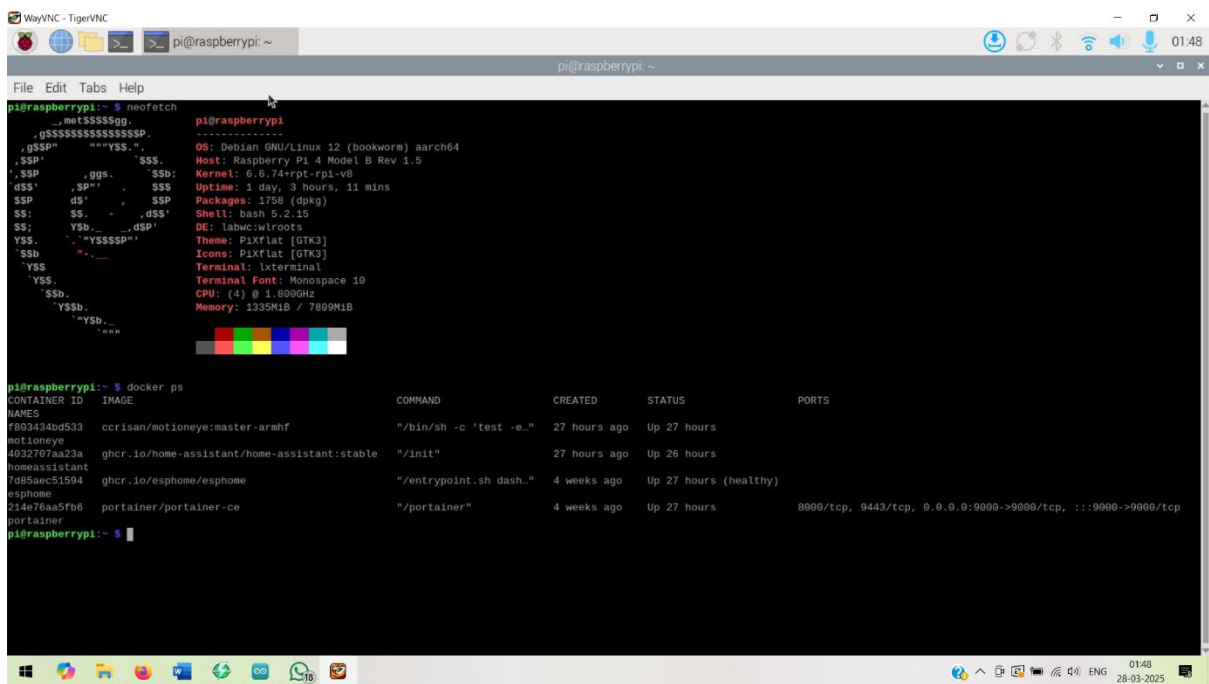 WayVNC - TigerVNC
pi@raspberrypi: ~
01:48
pi@raspberrypi: ~
File Edit Tabs Help
pi@raspberrypi:~ $ neofetch
pi@raspberrypi
--------------
OS: Debian GNU/Linux 12 (bookworm) aarch64
Host: Raspberry Pi 4 Model B Rev 1.5
Kernel: 6.6.74+rpt-rpi-v8
Uptime: 1 day, 3 hours, 11 mins
Packages: 1758 (dpkg)
Shell: bash 5.2.15
DE: labwc:wlroots
Theme: PiXflat [GTK3]
Icons: PiXflat [GTK3]
Terminal: lxterminal
Terminal Font: Monospace 10
CPU: (4) @ 1.800GHz
Memory: 1335MiB / 7809MiB
pi@raspberrypi:~ $ docker ps
CONTAINER ID IMAGE COMMAND CREATED STATUS PORTS
NAMES
f803434bd533 ccrisan/motioneye:master-armhf "/bin/sh -c 'test -e…" 27 hours ago Up 27 hours
motioneye
4032707aa23a ghcr.io/home-assistant/home-assistant:stable "/init" 27 hours ago Up 26 hours
homeassistant
7d85aec51594 ghcr.io/esphome/esphome "/entrypoint.sh dash…" 4 weeks ago Up 27 hours (healthy)
esphome
214e76aa5fb6 portainer/portainer-ce "/portainer" 4 weeks ago Up 27 hours 8000/tcp, 9443/tcp, 0.0.0.0:9000->9000/tcp, :::9000->9000/tcp
portainer
pi@raspberrypi:~ $
18
ENG
01:48
28-03-2025